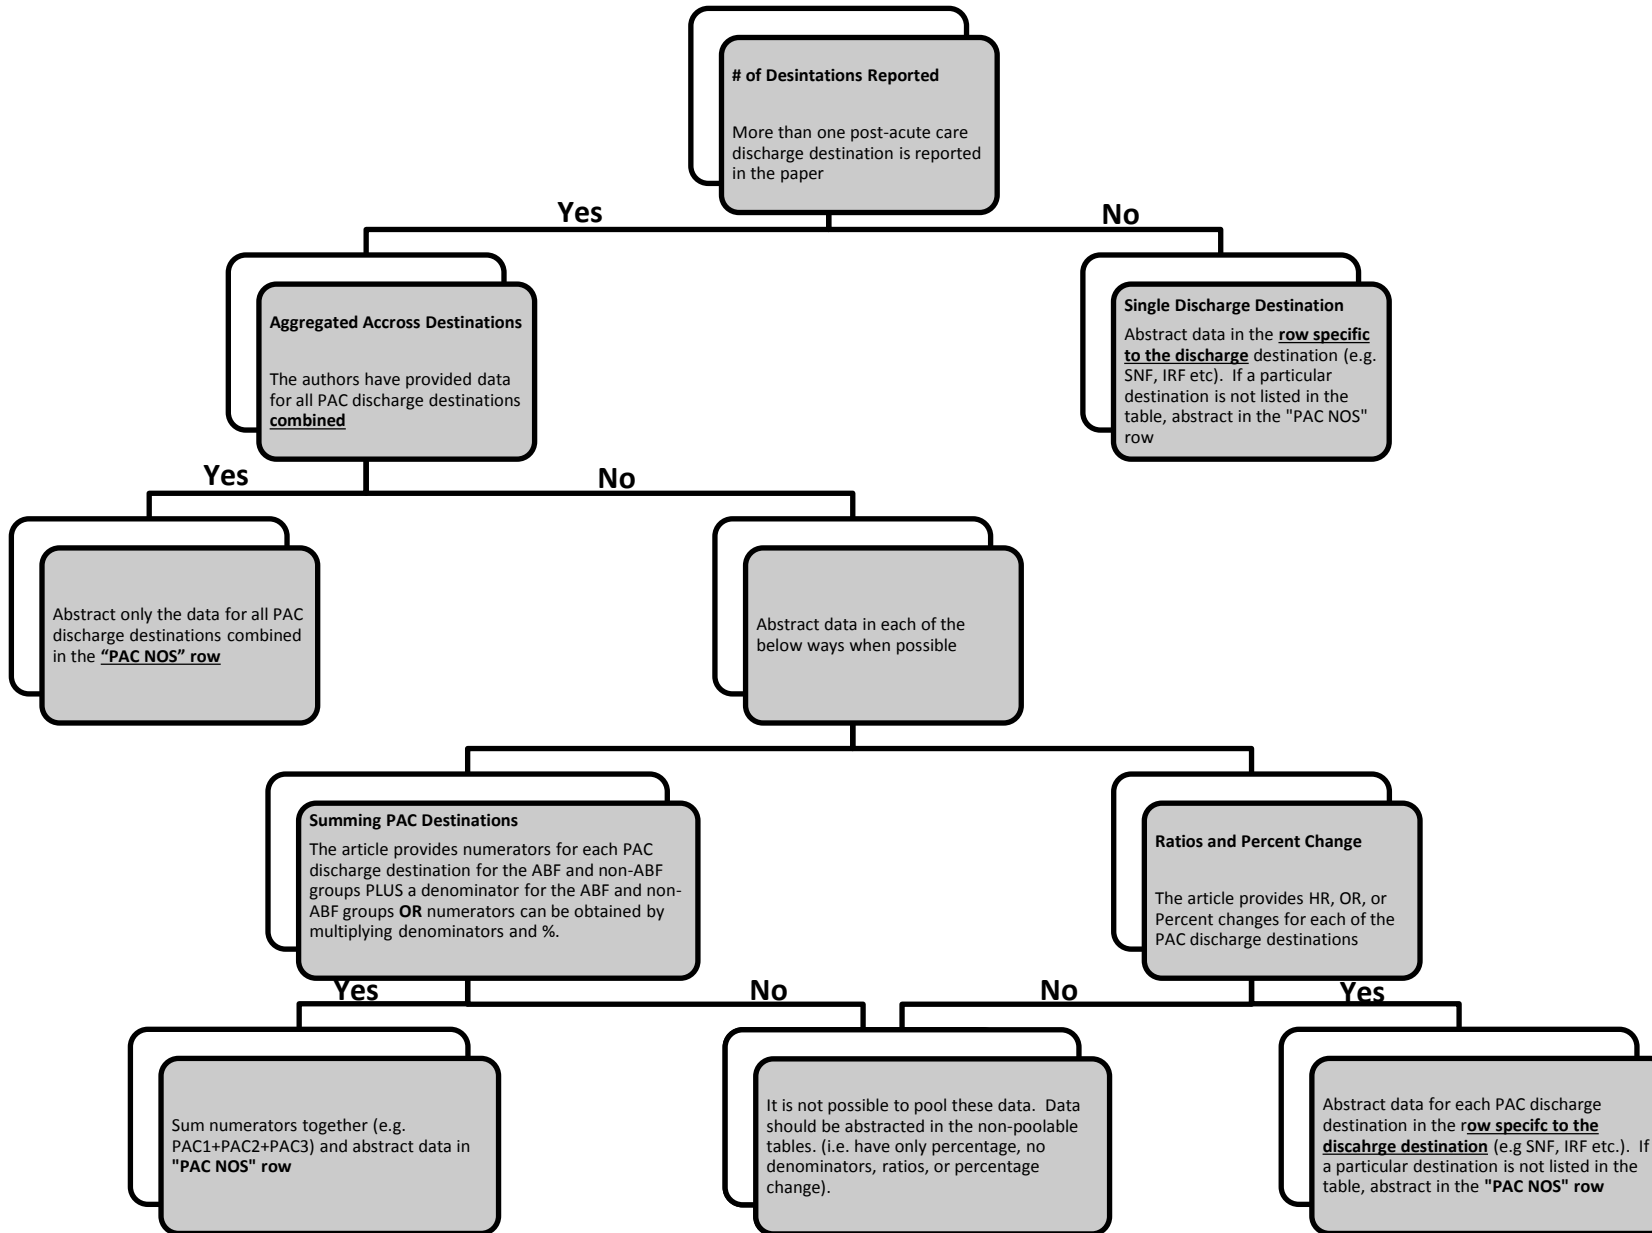 # of Desintations Reported
More than one post-acute care
discharge destination is reported
in the paper
Yes
No
Aggregated Accross Destinations
The authors have provided data
for all PAC discharge destinations
combined
Single Discharge Destination
Abstract data in the row specific
to the discharge destination (e.g.
SNF, IRF etc).  If a particular
destination is not listed in the
table, abstract in the "PAC NOS"
row
Yes
No
Abstract only the data for all PAC
discharge destinations combined
in the “PAC NOS” row
Abstract data in each of the
below ways when possible
Summing PAC Destinations
The article provides numerators for each PAC
discharge destination for the ABF and non-ABF
groups PLUS a denominator for the ABF and non-
ABF groups OR numerators can be obtained by
multiplying denominators and %.
Ratios and Percent Change
The article provides HR, OR, or
Percent changes for each of the
PAC discharge destinations
Yes
No
No
Yes
Sum numerators together (e.g.
PAC1+PAC2+PAC3) and abstract data in
"PAC NOS" row
It is not possible to pool these data.  Data
should be abstracted in the non-poolable
tables. (i.e. have only percentage, no
denominators, ratios, or percentage
change).
Abstract data for each PAC discharge
destination in the row specifc to the
discahrge destination (e.g SNF, IRF etc.).  If
a particular destination is not listed in the
table, abstract in the "PAC NOS" row